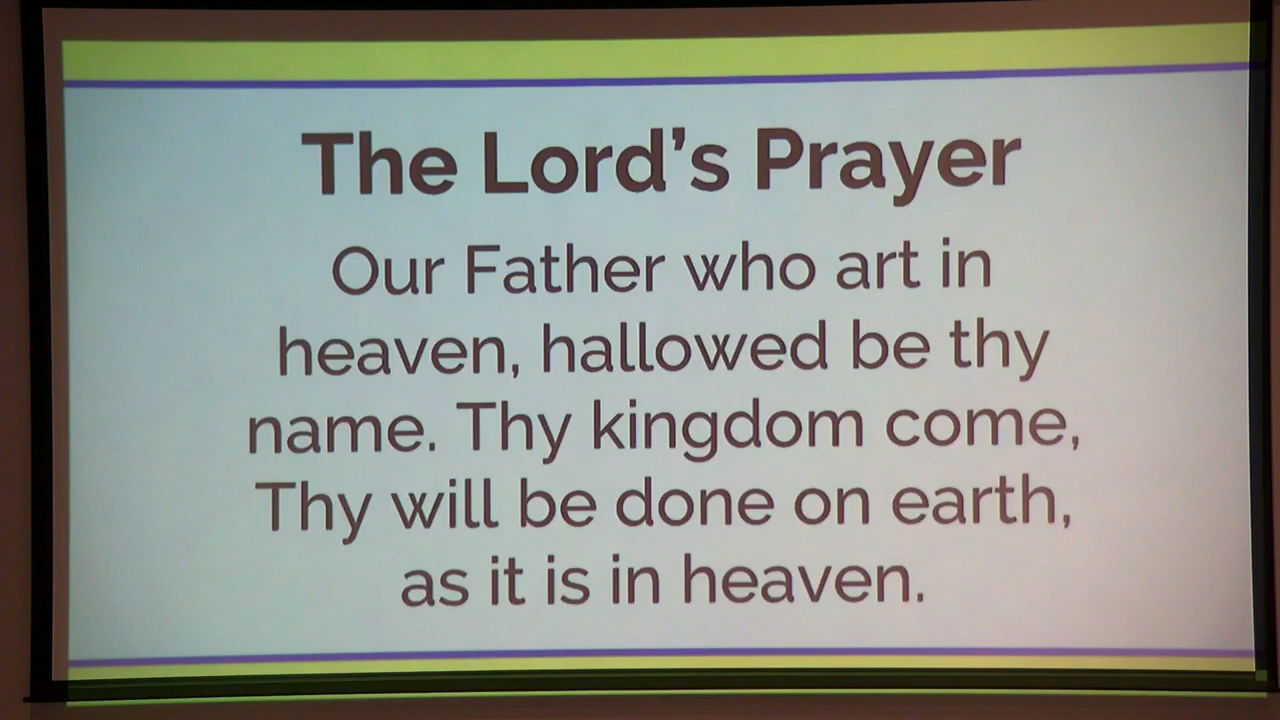 The Lord's Prayer
Our Father who art in
heaven, hallowed be thy
name. Thy kingdom come,
Thy will be done on earth,
as it is in heaven.